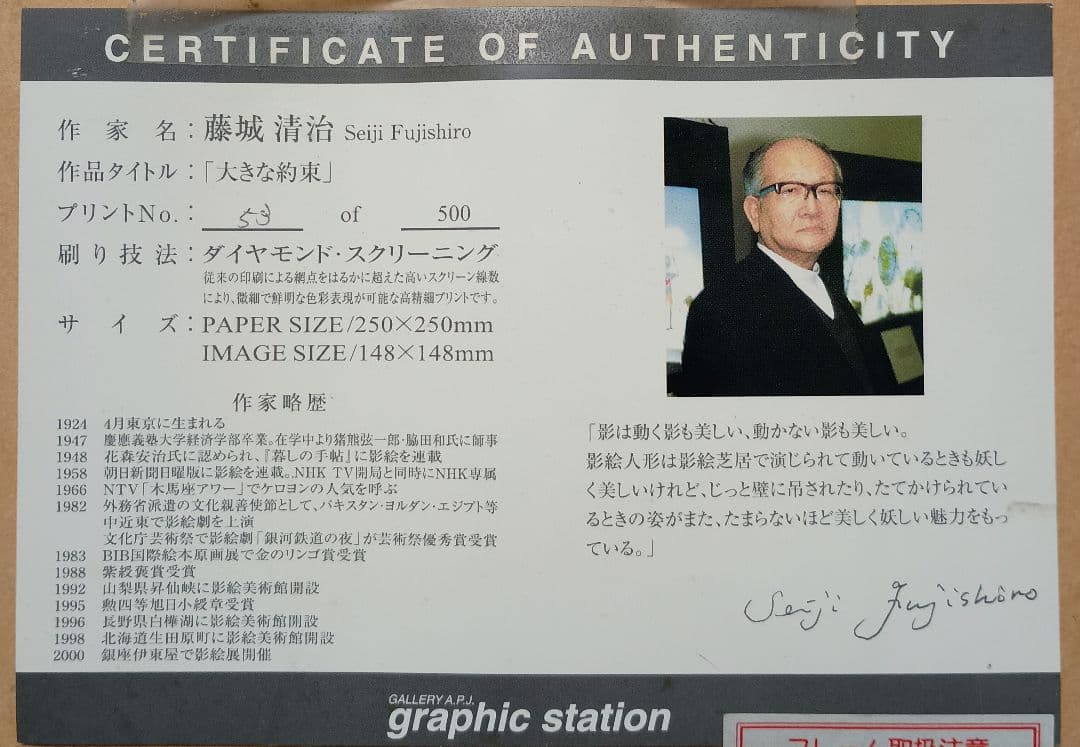 CERTIFICATE OF AUTHENTICITY
作家名：藤城 清治 Seiji Fujishiro
作品タイトル：「大きな約束」
プリントNo.： 53 of 500
刷り技法：ダイヤモンド・スクリーニング
従来の印刷による網点をはるかに超えた高いスクリーン線数
により、微細で鮮明な色彩表現が可能な高精細プリントです。
サイズ：PAPER SIZE/250×250mm
IMAGE SIZE/148×148mm
作家略歴
1924 4月東京に生まれる
1947 慶應義塾大学経済学部卒業。在学中より猪熊弦一郎・脇田和氏に師事
1948 花森安治氏に認められ、『暮しの手帖』に影絵を連載
1958 朝日新聞日曜版に影絵を連載。NHK TV開局と同時にNHK専属
1966 NTV「木馬座アワー」でケロヨンの人気を呼ぶ
1982 外務省派遣の文化親善使節として、パキスタン・ヨルダン・エジプト等
中近東で影絵劇を上演
文化庁芸術祭で影絵劇「銀河鉄道の夜」が芸術祭優秀賞受賞
1983 BIB国際絵本原画展で金のリンゴ賞受賞
1988 紫綬褒賞受賞
1992 山梨県昇仙峡に影絵美術館開設
1995 勲四等旭日小綬章受賞
1996 長野県白樺湖に影絵美術館開設
1998 北海道生田原町に影絵美術館開設
2000 銀座伊東屋で影絵展開催
「影は動く影も美しい、動かない影も美しい。
影絵人形は影絵芝居で演じられて動いているときも妖し
く美しいけれど、じっと壁に吊されたり、たてかけられてい
るときの姿がまた、たまらないほど美しく妖しい魅力をもっ
ている。」
Seiji Fujishiro
GALLERY A.P.J.
graphic station
フレーム取扱注意